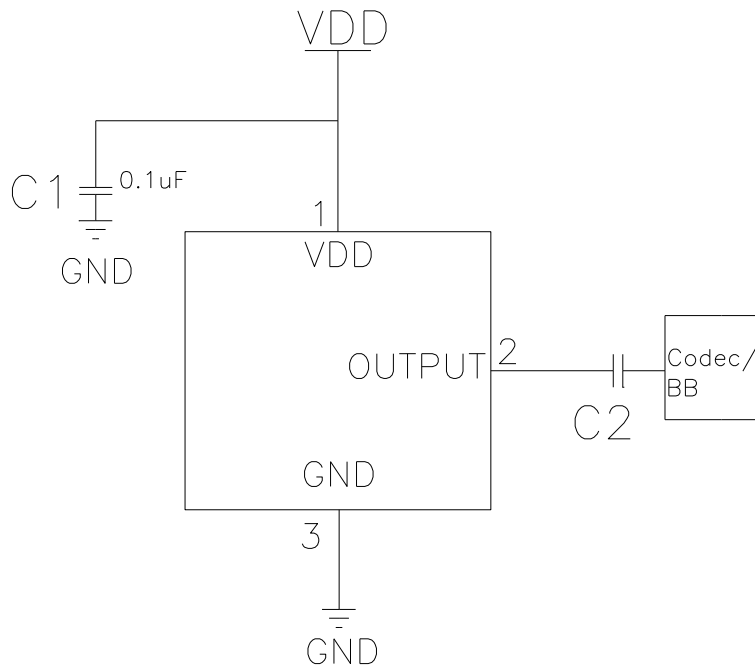 VDD
C1 0.1uF
GND
1
VDD
OUTPUT
2
C2
Codec/
BB
GND
3
GND